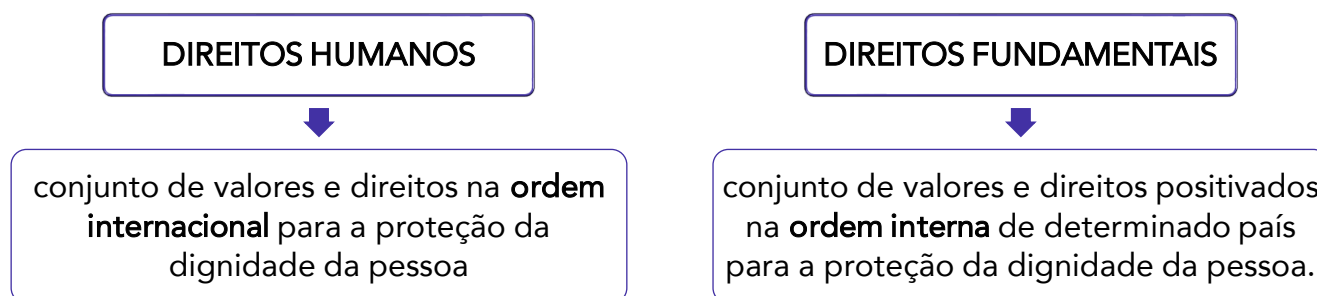 DIREITOS HUMANOS
conjunto de valores e direitos na ordem
internacional para a proteção da
dignidade da pessoa
DIREITOS FUNDAMENTAIS
conjunto de valores e direitos positivados
na ordem interna de determinado país
para a proteção da dignidade da pessoa.